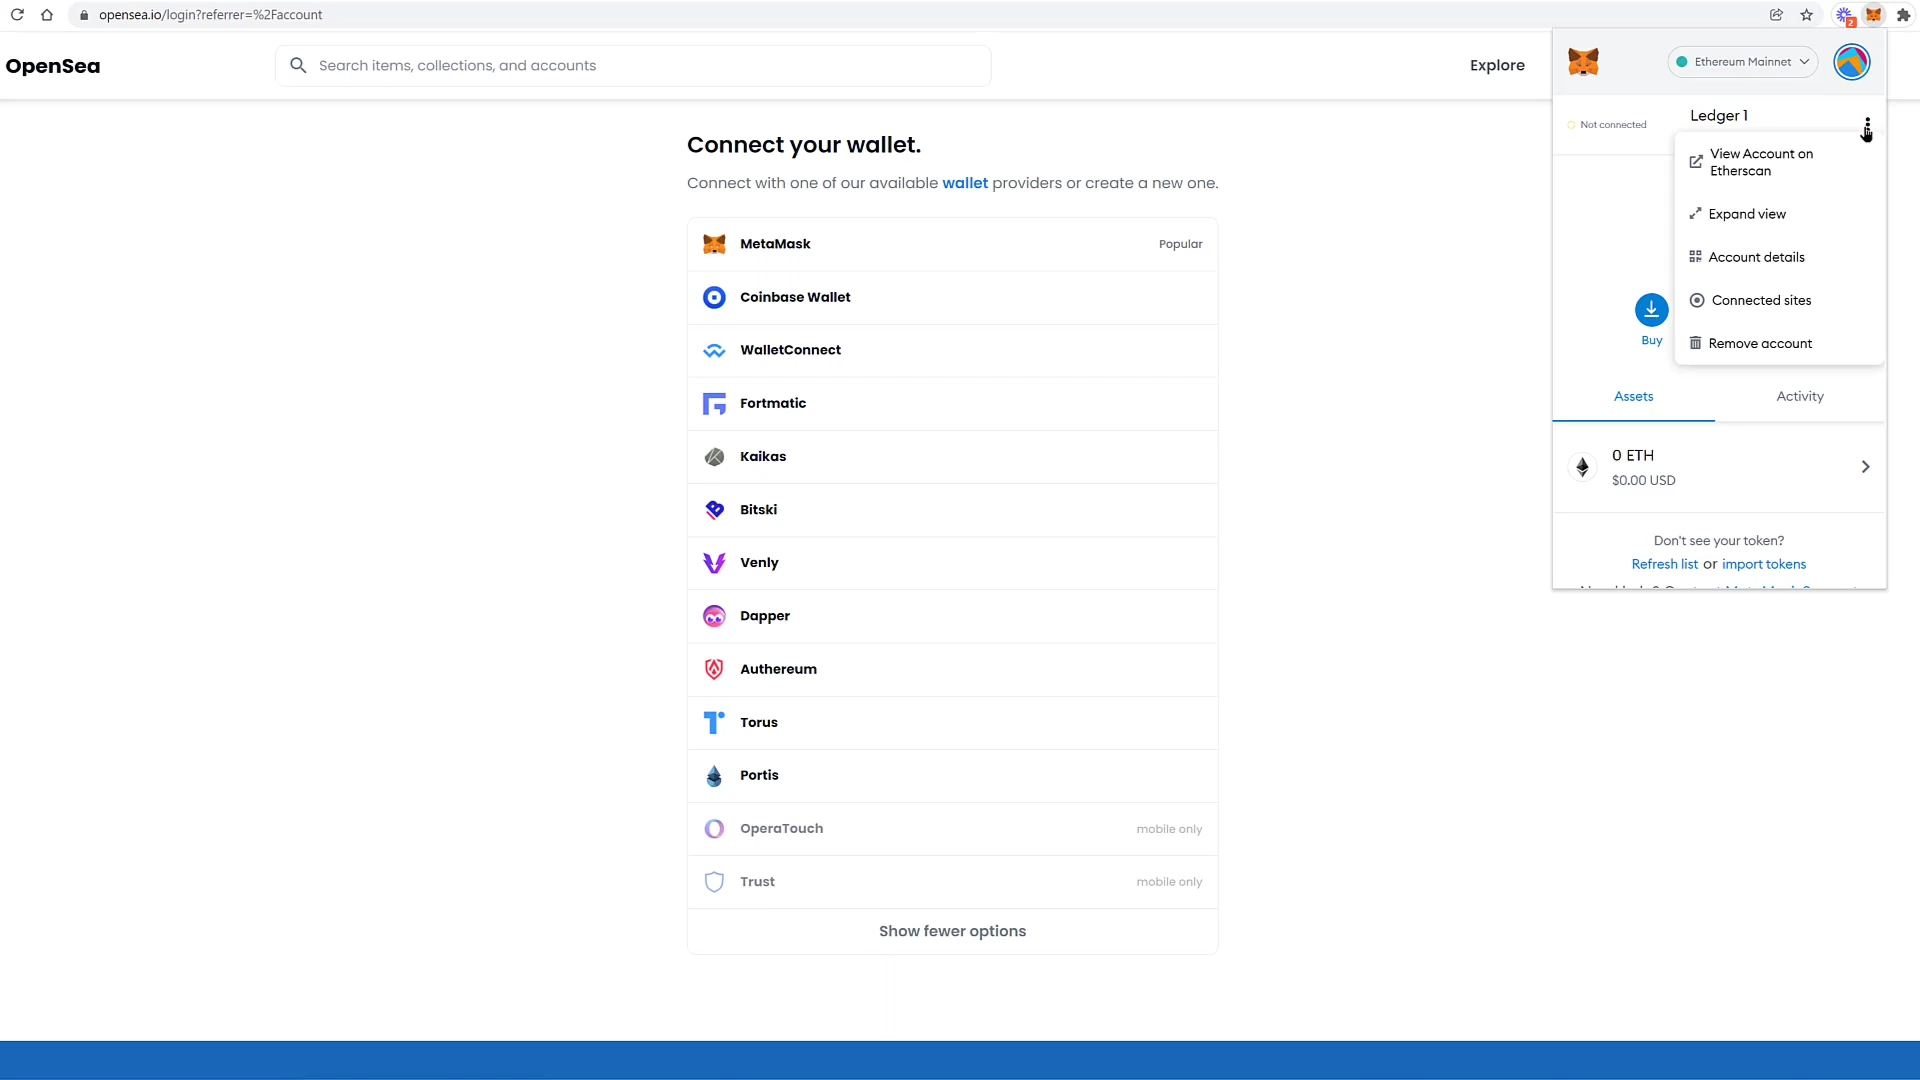 opensea.io/login?referrer=%2Faccount
2
OpenSea
Search items, collections, and accounts
Explore
Ethereum Mainnet
Not connected
Ledger 1
View Account on
Etherscan
Expand view
Account details
Connected sites
Remove account
Buy
Assets
Activity
0 ETH
$0.00 USD
Don't see your token?
Refresh list or import tokens
Connect your wallet.
Connect with one of our available wallet providers or create a new one.
MetaMask
Popular
Coinbase Wallet
WalletConnect
Fortmatic
Kaikas
Bitski
Venly
Dapper
Authereum
Torus
Portis
OperaTouch
mobile only
Trust
mobile only
Show fewer options